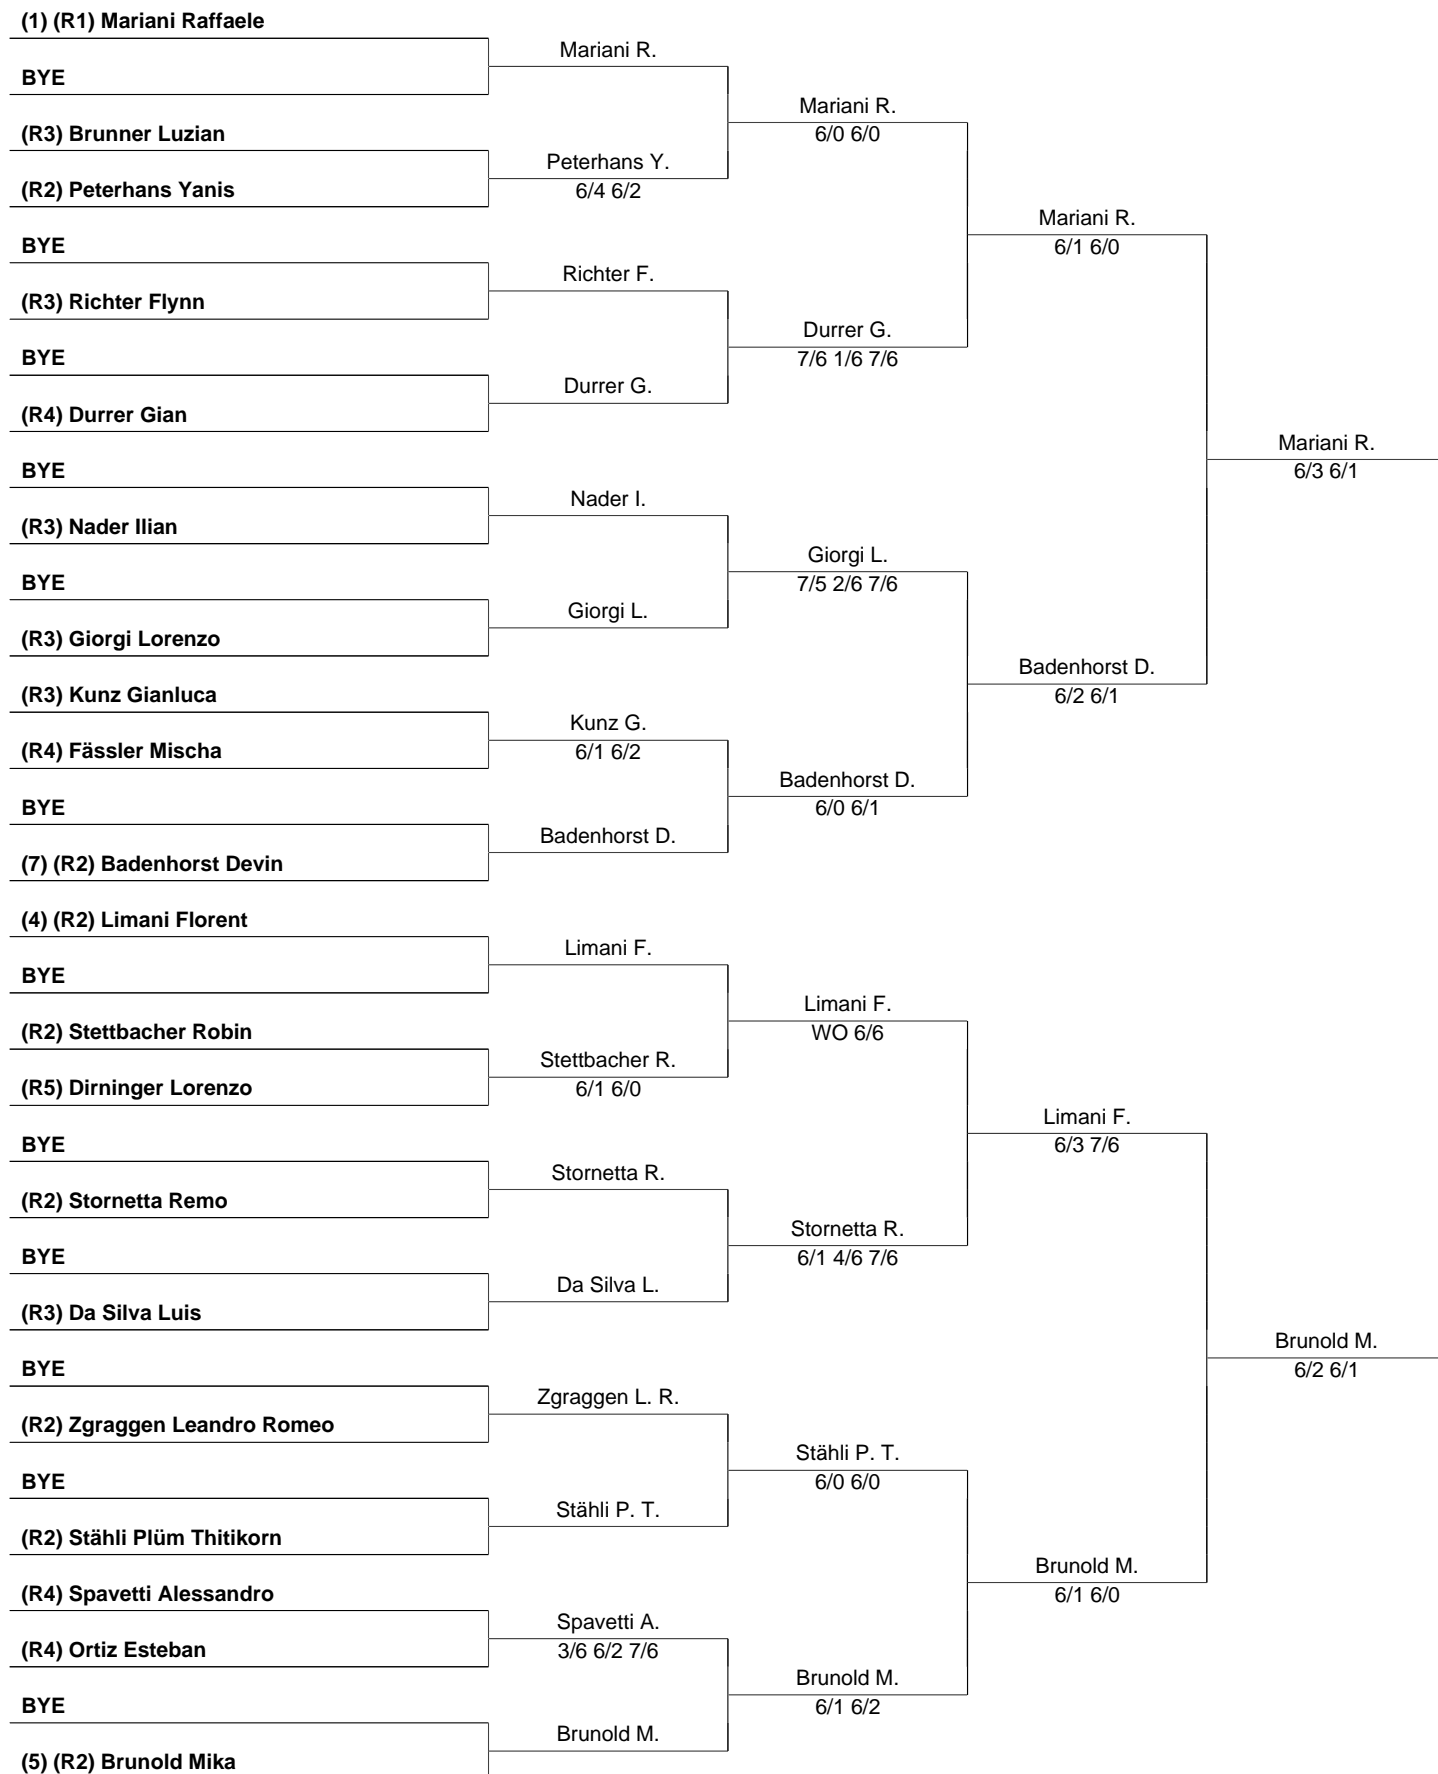 (1) (R1) Mariani Raffaele
Mariani R.
BYE
Mariani R.
6/0 6/0
(R3) Brunner Luzian
Peterhans Y.
6/4 6/2
(R2) Peterhans Yanis
Mariani R.
6/1 6/0
BYE
Richter F.
(R3) Richter Flynn
Durrer G.
7/6 1/6 7/6
BYE
Durrer G.
(R4) Durrer Gian
Mariani R.
6/3 6/1
BYE
Nader I.
(R3) Nader Ilian
Giorgi L.
7/5 2/6 7/6
BYE
Giorgi L.
(R3) Giorgi Lorenzo
Badenhorst D.
6/2 6/1
(R3) Kunz Gianluca
Kunz G.
6/1 6/2
(R4) Fässler Mischa
Badenhorst D.
6/0 6/1
BYE
Badenhorst D.
(7) (R2) Badenhorst Devin
(4) (R2) Limani Florent
Limani F.
BYE
Limani F.
WO 6/6
(R2) Stettbacher Robin
Stettbacher R.
6/1 6/0
(R5) Dirninger Lorenzo
Limani F.
6/3 7/6
BYE
Stornetta R.
(R2) Stornetta Remo
Stornetta R.
6/1 4/6 7/6
BYE
Da Silva L.
(R3) Da Silva Luis
Brunold M.
6/2 6/1
BYE
Zgraggen L. R.
(R2) Zgraggen Leandro Romeo
Stähli P. T.
6/0 6/0
BYE
Stähli P. T.
(R2) Stähli Plüm Thitikorn
Brunold M.
6/1 6/0
(R4) Spavetti Alessandro
Spavetti A.
3/6 6/2 7/6
(R4) Ortiz Esteban
Brunold M.
6/1 6/2
BYE
Brunold M.
(5) (R2) Brunold Mika